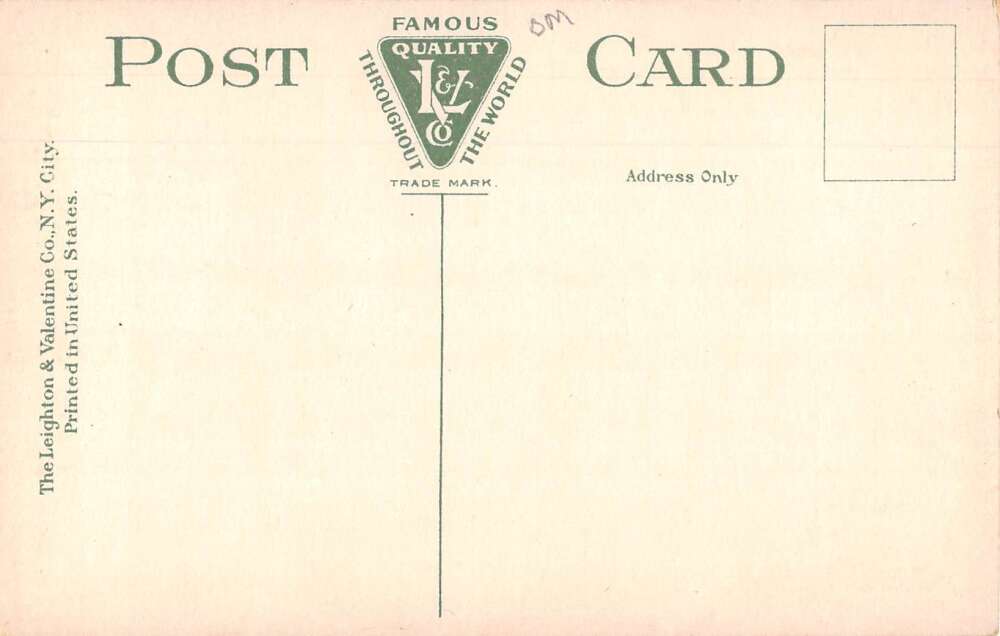 POST CARD
FAMOUS
QUALITY
THROUGHOUT
THE WORLD
L&V
Co
TRADE MARK.
BM
Address Only
The Leighton & Valentine Co., N.Y. City.
Printed in United States.